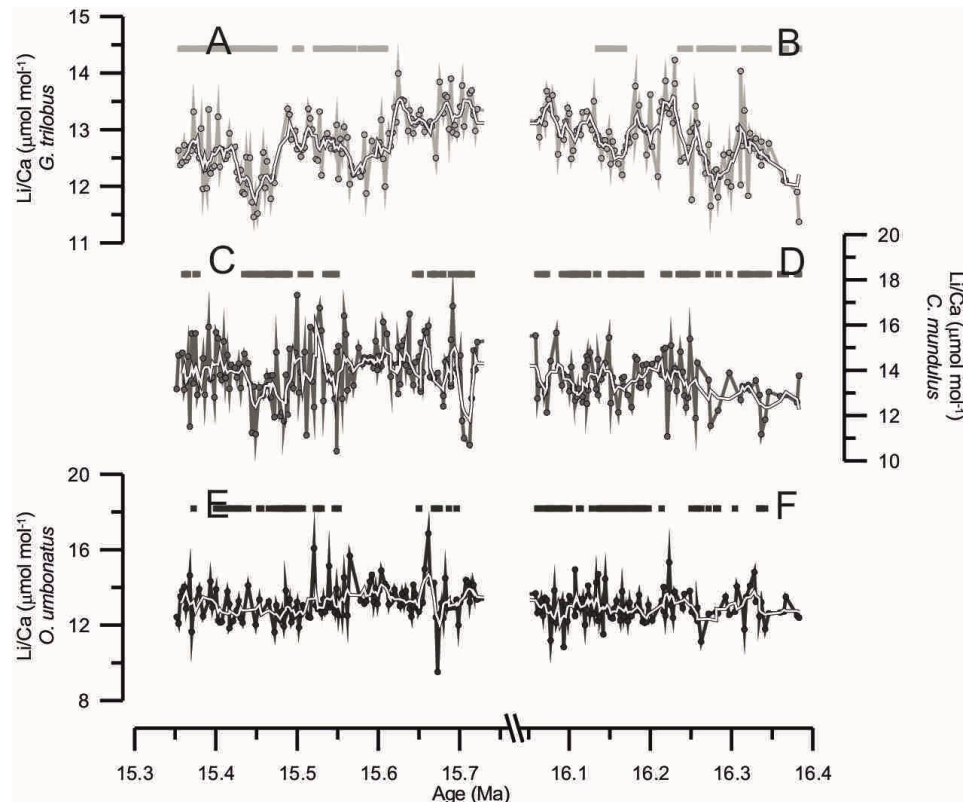 15
14
13
12
11
Li/Ca (μmol mol⁻¹)
G. trilobus
A
B
20
18
16
14
12
10
Li/Ca (μmol mol⁻¹)
C. mundulus
C
D
20
16
12
8
Li/Ca (μmol mol⁻¹)
O. umbonatus
E
F
15.3
15.4
15.5
15.6
15.7
16.1
16.2
16.3
16.4
Age (Ma)